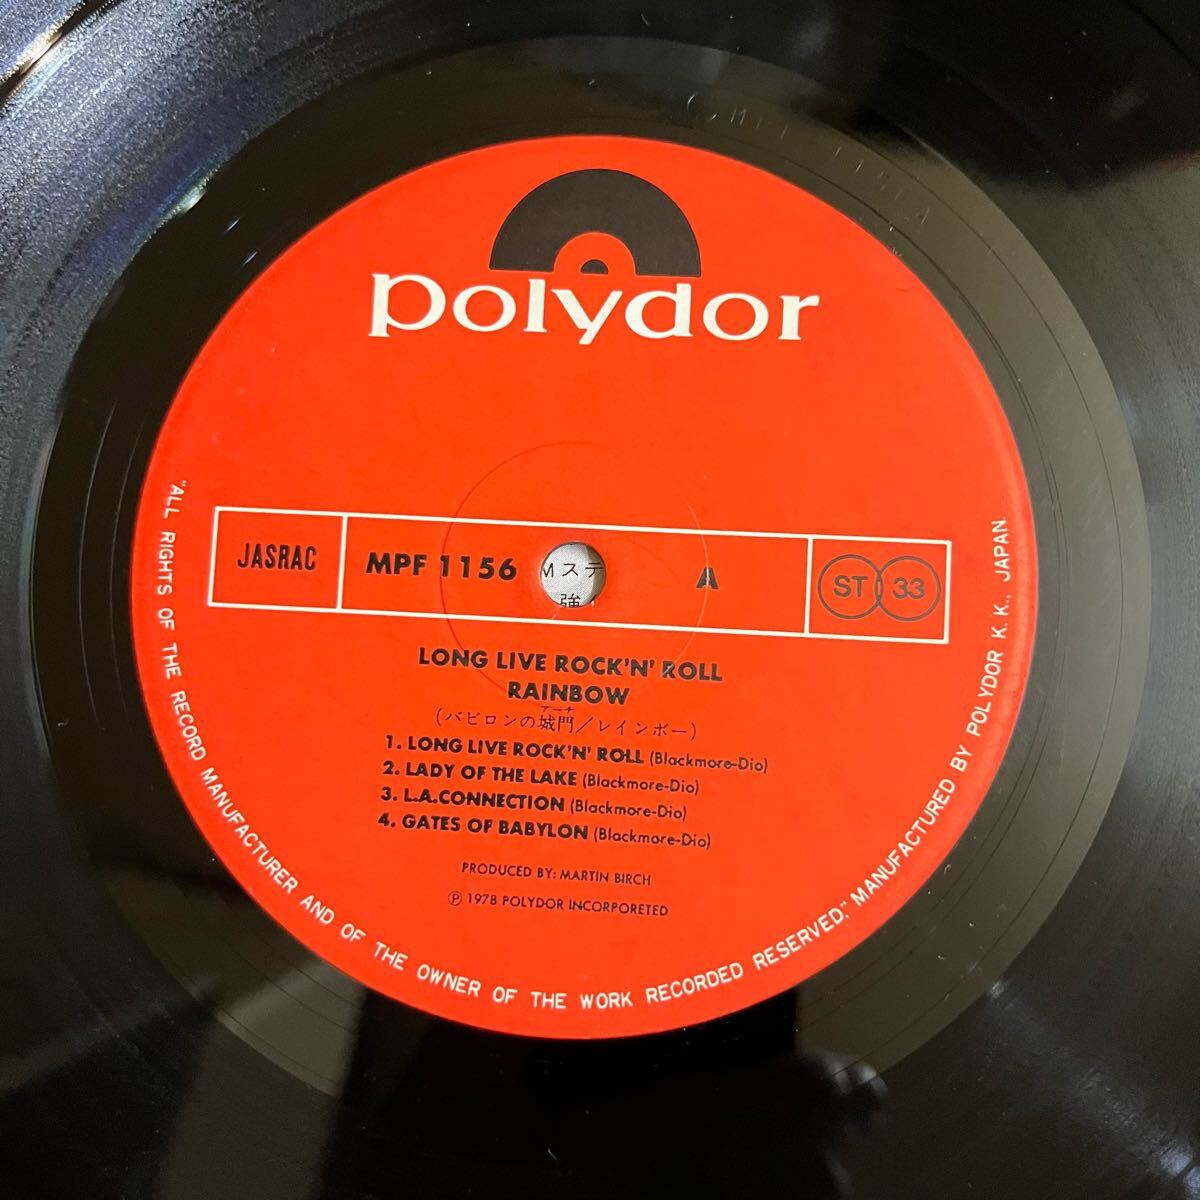 polydor
JASRAC
MPF 1156
A
ST 33
Mステ
強
LONG LIVE ROCK'N' ROLL
RAINBOW
アーチ
(バビロンの城門/レインボー)
1. LONG LIVE ROCK'N' ROLL (Blackmore-Dio)
2. LADY OF THE LAKE (Blackmore-Dio)
3. L.A.CONNECTION (Blackmore-Dio)
4. GATES OF BABYLON (Blackmore-Dio)
PRODUCED BY: MARTIN BIRCH
Ⓟ 1978 POLYDOR INCORPORETED
"ALL RIGHTS OF THE RECORD MANUFACTURER AND OF THE OWNER OF THE WORK RECORDED RESERVED," MANUFACTURED BY POLYDOR K.K., JAPAN.